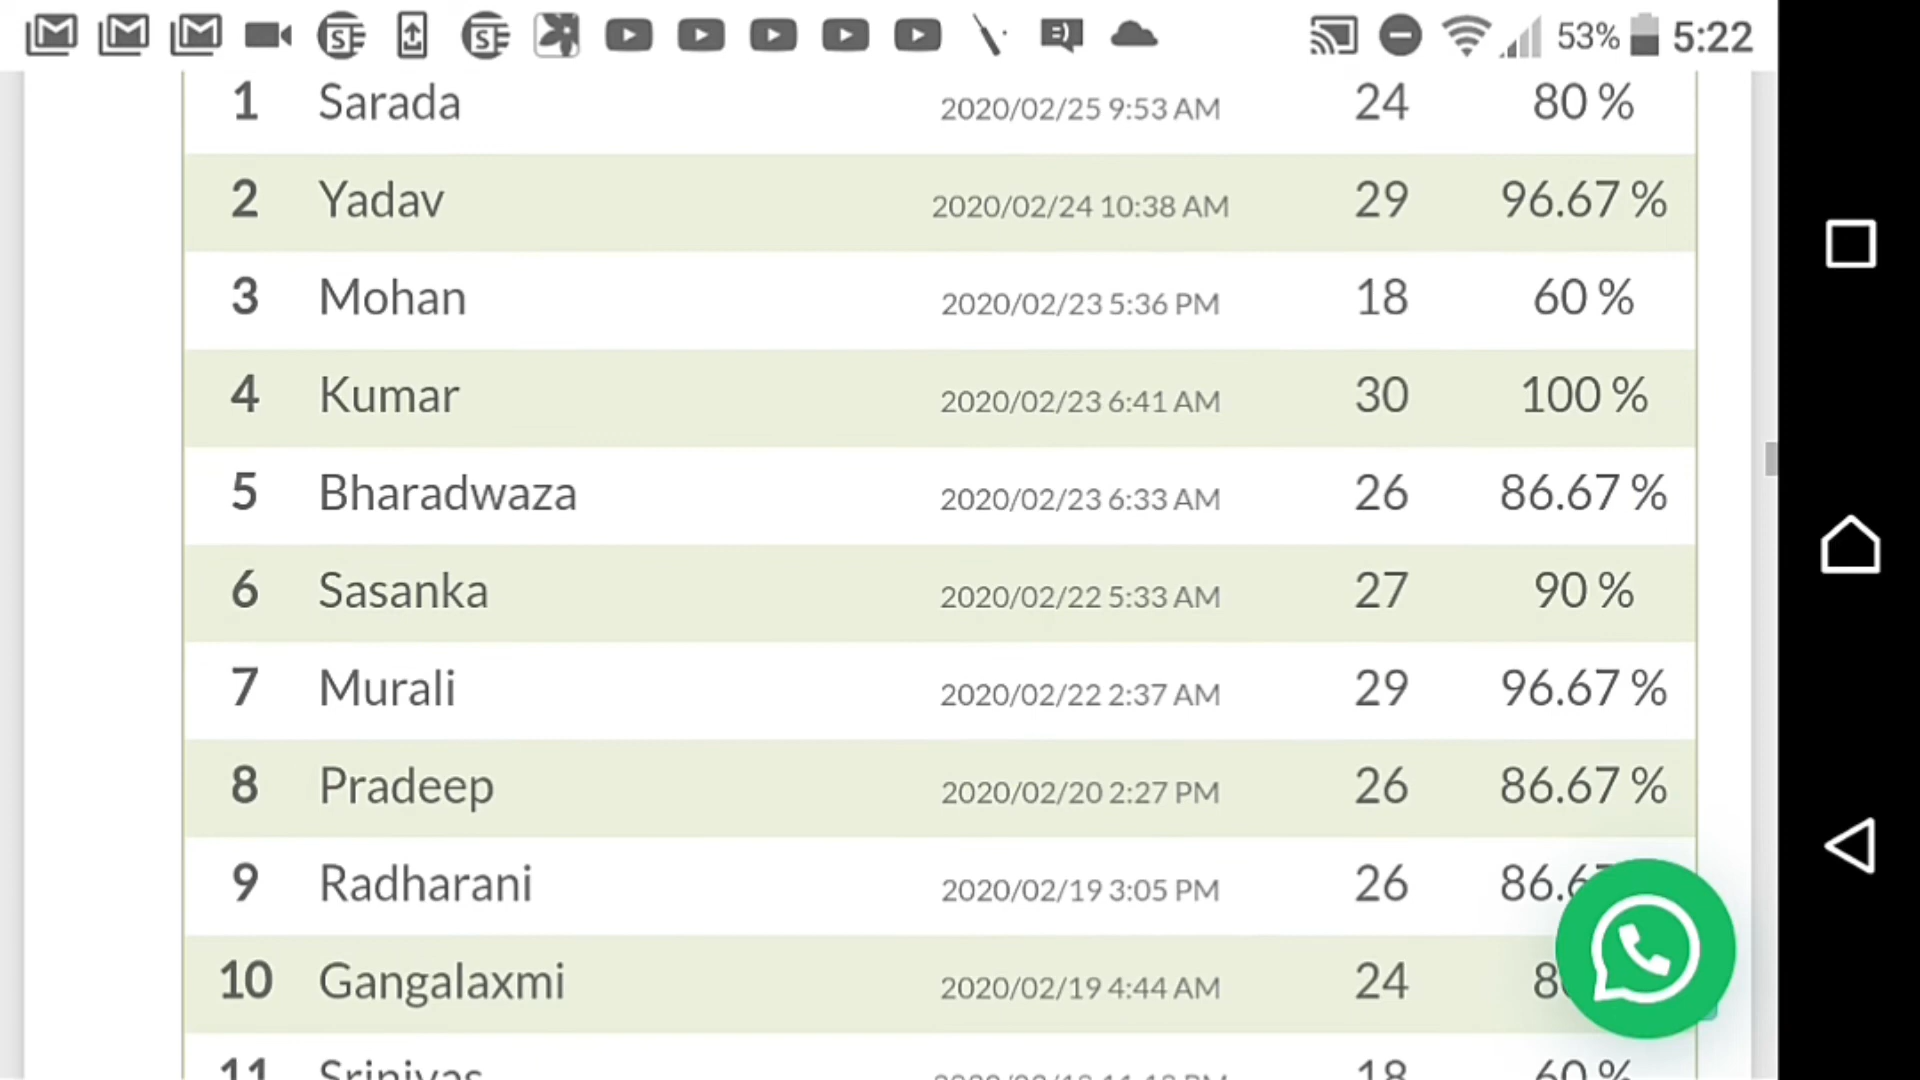 53% 5:22
1 Sarada 2020/02/25 9:53 AM 24 80 %
2 Yadav 2020/02/24 10:38 AM 29 96.67 %
3 Mohan 2020/02/23 5:36 PM 18 60 %
4 Kumar 2020/02/23 6:41 AM 30 100 %
5 Bharadwaza 2020/02/23 6:33 AM 26 86.67 %
6 Sasanka 2020/02/22 5:33 AM 27 90 %
7 Murali 2020/02/22 2:37 AM 29 96.67 %
8 Pradeep 2020/02/20 2:27 PM 26 86.67 %
9 Radharani 2020/02/19 3:05 PM 26
10 Gangalaxmi 2020/02/19 4:44 AM 24
11 Srinivas 18 60 %